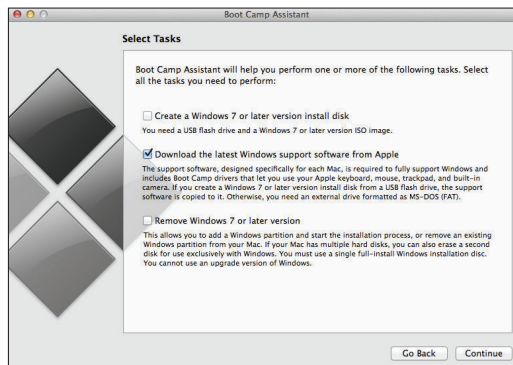 Boot Camp Assistant
Select Tasks
Boot Camp Assistant will help you perform one or more of the following tasks. Select
all the tasks you need to perform:
Create a Windows 7 or later version install disk
You need a USB flash drive and a Windows 7 or later version ISO image.
Download the latest Windows support software from Apple
The support software, designed specifically for each Mac, is required to fully support Windows and
includes Boot Camp drivers that let you use your Apple keyboard, mouse, trackpad, and built-in
camera. If you create a Windows 7 or later version install disk from a USB flash drive, the support
software is copied to it. Otherwise, you need an external drive formatted as MS-DOS (FAT).
Remove Windows 7 or later version
This allows you to add a Windows partition and start the installation process, or remove an existing
Windows partition from your Mac. If your Mac has multiple hard disks, you can also erase a second
disk for use exclusively with Windows. You must use a single full-install Windows installation disc.
You cannot use an upgrade version of Windows.
Go Back
Continue